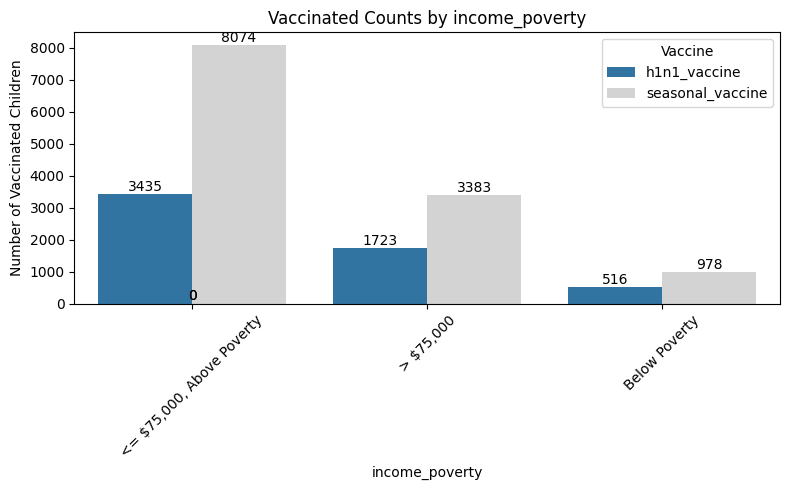 Vaccinated Counts by income_poverty
Number of Vaccinated Children
8000
7000
6000
5000
4000
3000
2000
1000
0
Vaccine
h1n1_vaccine
seasonal_vaccine
3435
8074
0
1723
3383
516
978
<= $75,000, Above Poverty
> $75,000
Below Poverty
income_poverty